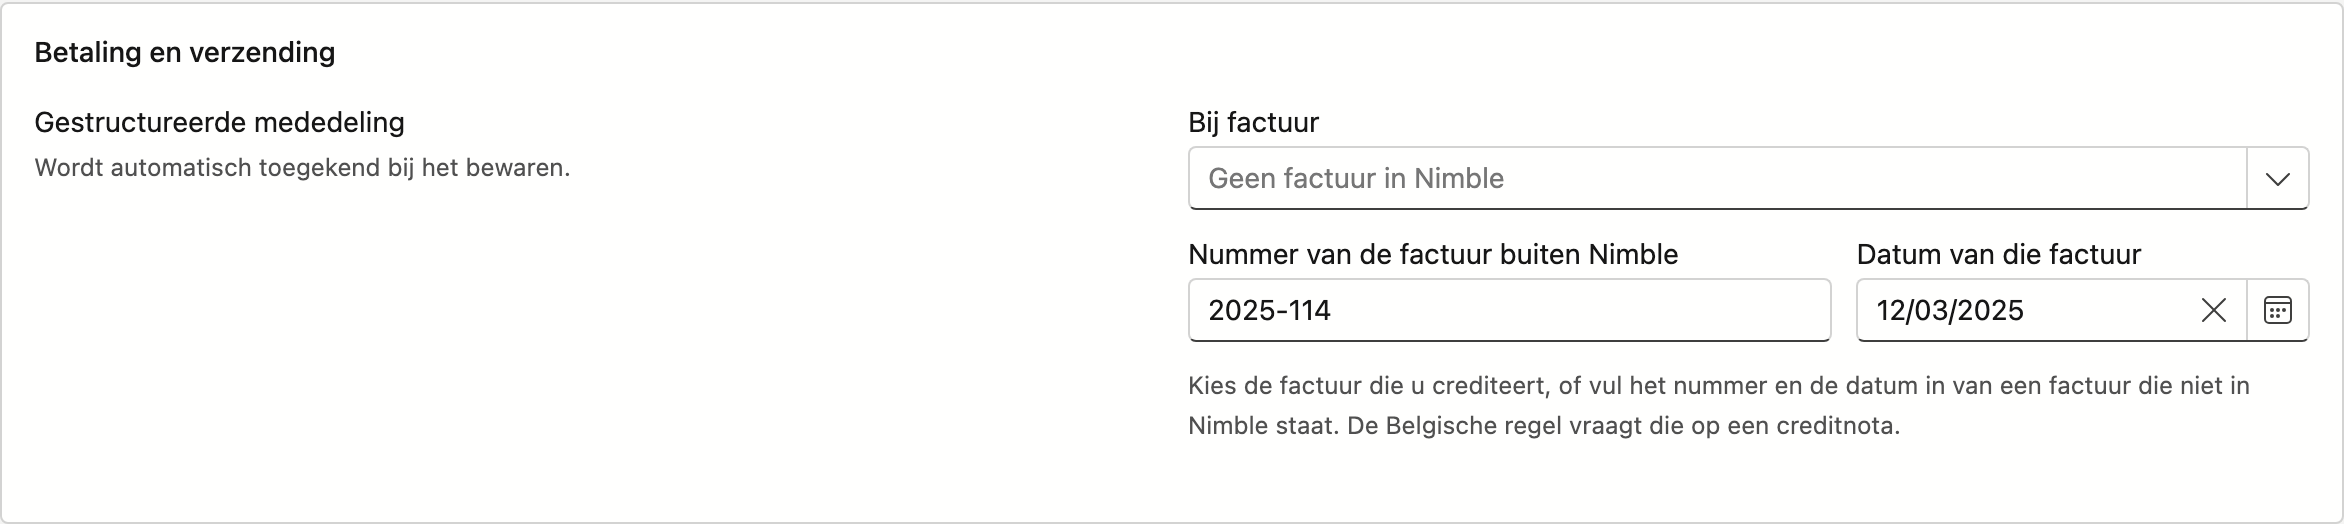 Betaling en verzending
Gestructureerde mededeling
Wordt automatisch toegekend bij het bewaren.
Bij factuur
Geen factuur in Nimble
Nummer van de factuur buiten Nimble
2025-114
Datum van die factuur
12/03/2025
Kies de factuur die u crediteert, of vul het nummer en de datum in van een factuur die niet in
Nimble staat. De Belgische regel vraagt die op een creditnota.